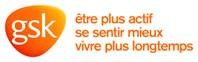 gsk
être plus actif
se sentir mieux
vivre plus longtemps